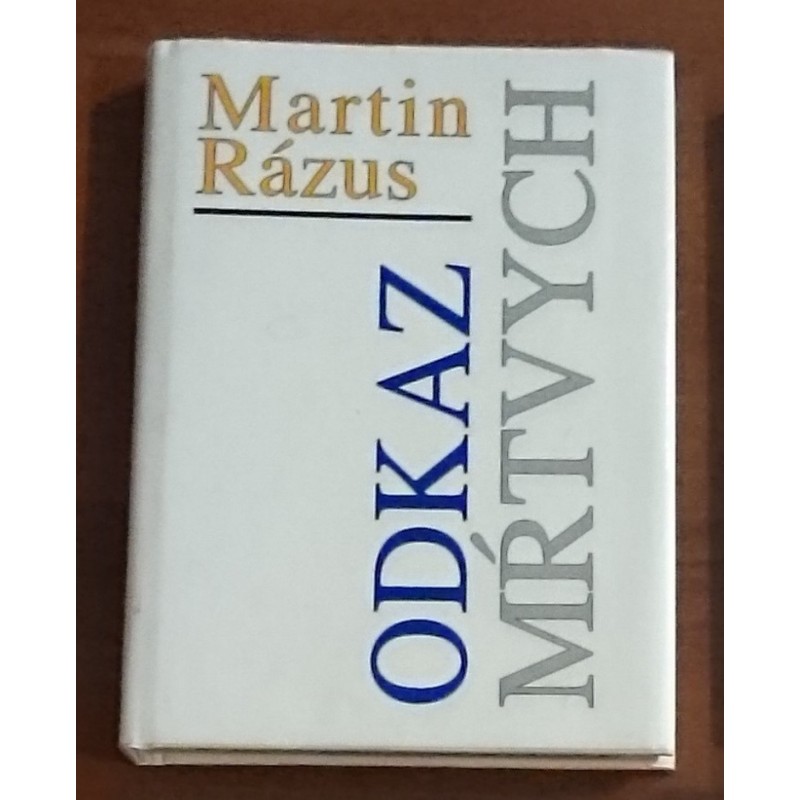 Martin
Rázus
ODKAZ
MŔTVYCH